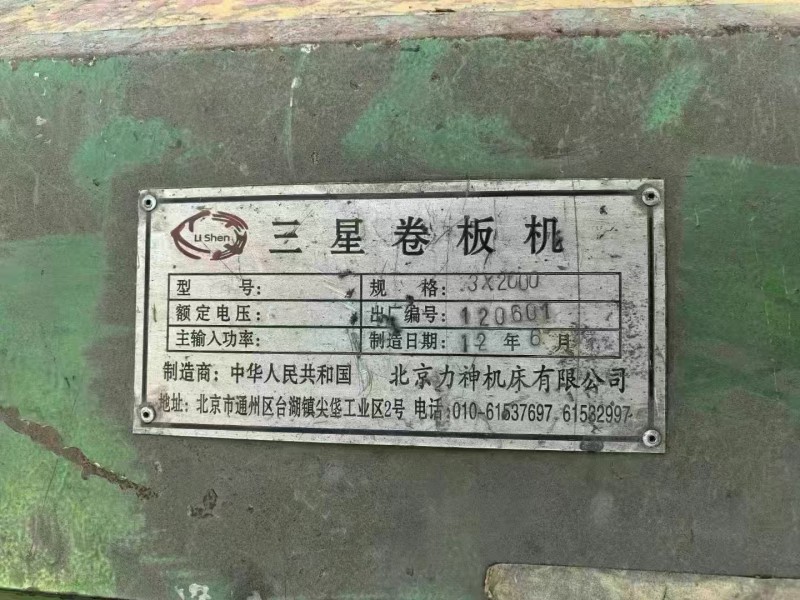 Li Shen 三星卷板机
型 号: 规 格: 3X2000
额定电压: 出厂编号: 120601
主输入功率: 制造日期: 12 年 6 月
制造商: 中华人民共和国 北京力神机床有限公司
地址: 北京市通州区台湖镇尖垡工业区2号 电话: 010-61537697 61532997